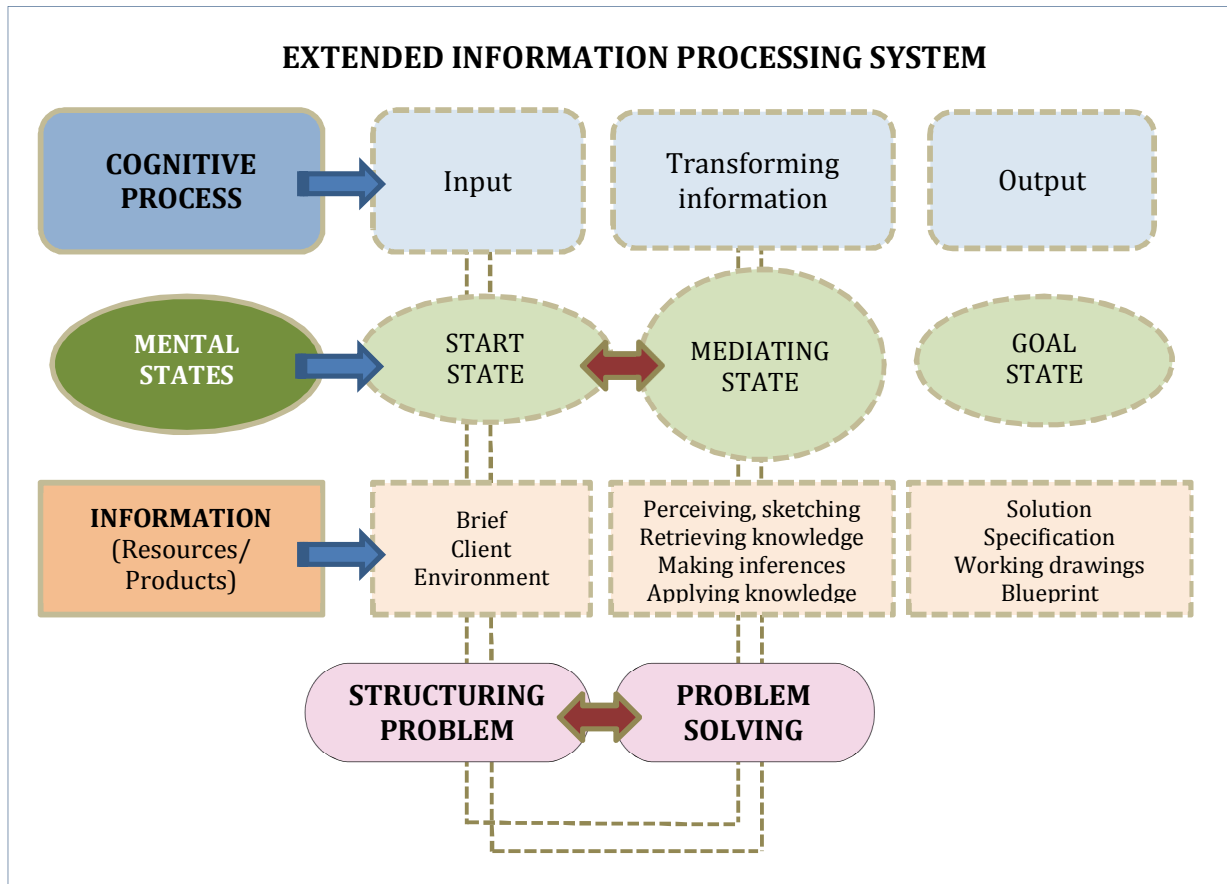 EXTENDED INFORMATION PROCESSING SYSTEM
COGNITIVE
PROCESS
Input
Transforming
information
Output
MENTAL
STATES
START
STATE
MEDIATING
STATE
GOAL
STATE
INFORMATION
(Resources/
Products)
Brief
Client
Environment
Perceiving, sketching
Retrieving knowledge
Making inferences
Applying knowledge
Solution
Specification
Working drawings
Blueprint
STRUCTURING
PROBLEM
PROBLEM
SOLVING